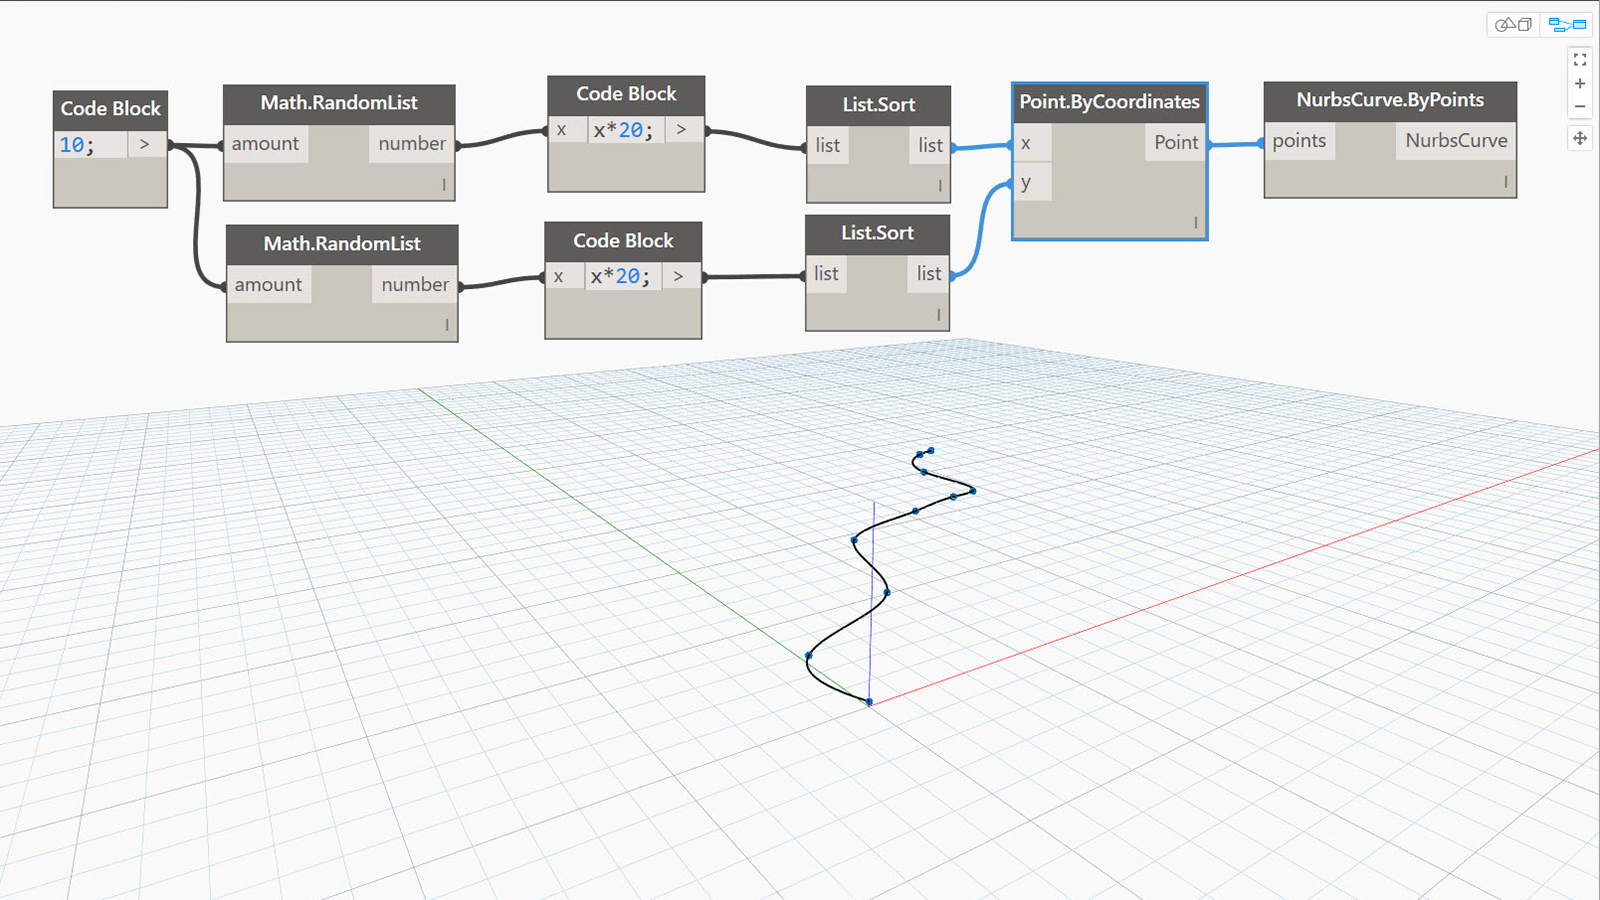 Code Block
10; >
Math.RandomList
amount number
l
Code Block
x x*20; >
List.Sort
list list
l
Point.ByCoordinates
x Point
y
l
NurbsCurve.ByPoints
points NurbsCurve
l
Math.RandomList
amount number
l
Code Block
x x*20; >
List.Sort
list list
l